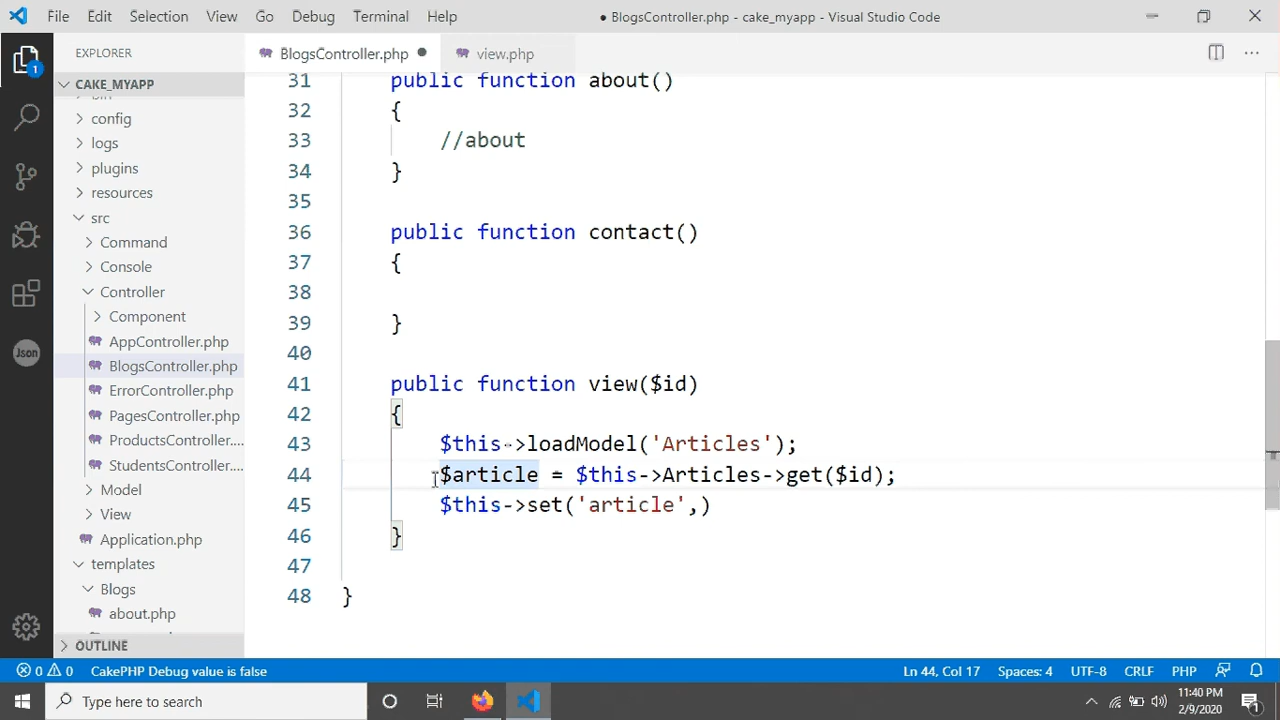 File Edit Selection View Go Debug Terminal Help ● BlogsController.php - cake_myapp - Visual Studio Code
EXPLORER
BlogsController.php
view.php
CAKE_MYAPP
config
logs
plugins
resources
src
Command
Console
Controller
Component
AppController.php
BlogsController.php
ErrorController.php
PagesController.php
ProductsController....
StudentsController....
Model
View
Application.php
templates
Blogs
about.php
OUTLINE
1
Json
31 public function about()
32 {
33 //about
34 }
35
36 public function contact()
37 {
38
39 }
40
41 public function view($id)
42 {
43 $this->loadModel('Articles');
44 $article = $this->Articles->get($id);
45 $this->set('article',)
46 }
47
48 }
0 0 CakePHP Debug value is false Ln 44, Col 17 Spaces: 4 UTF-8 CRLF PHP
Type here to search
11:40 PM
2/9/2020
1